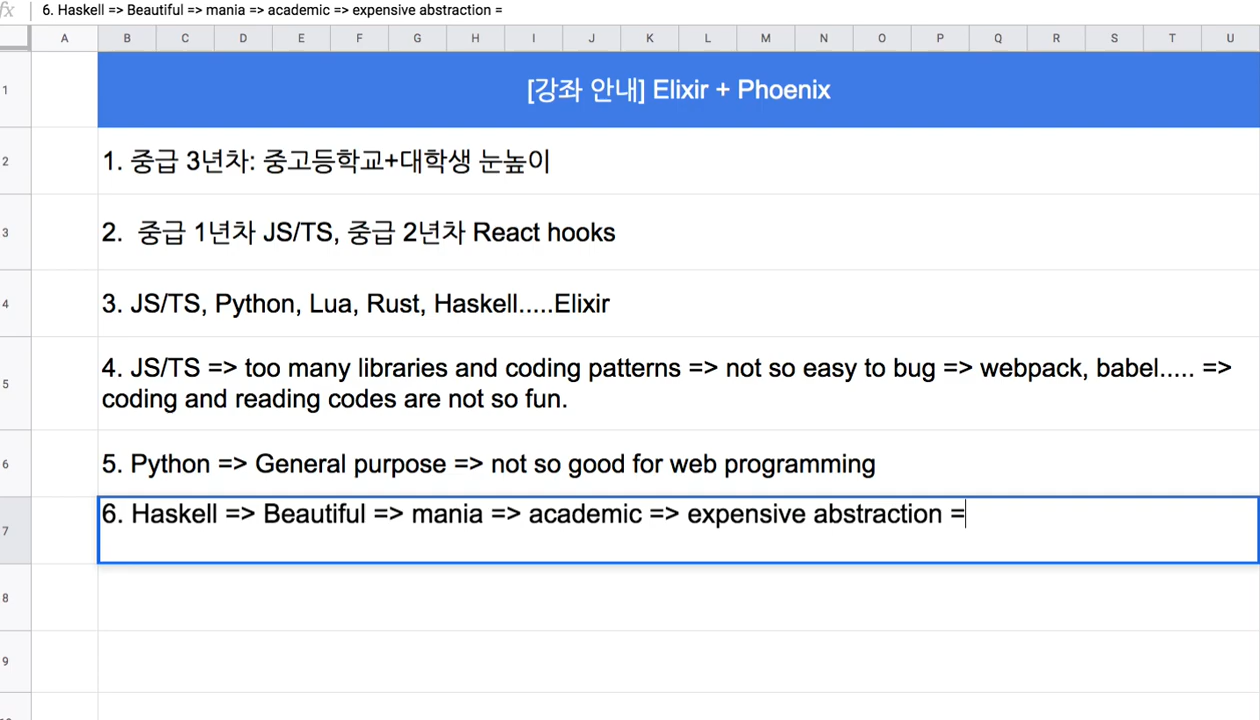 fx 6. Haskell => Beautiful => mania => academic => expensive abstraction =
A B C D E F G H I J K L M N O P Q R S T U
1 [강좌 안내] Elixir + Phoenix
2 1. 중급 3년차: 중고등학교+대학생 눈높이
3 2. 중급 1년차 JS/TS, 중급 2년차 React hooks
4 3. JS/TS, Python, Lua, Rust, Haskell.....Elixir
5 4. JS/TS => too many libraries and coding patterns => not so easy to bug => webpack, babel..... =>
coding and reading codes are not so fun.
6 5. Python => General purpose => not so good for web programming
7 6. Haskell => Beautiful => mania => academic => expensive abstraction =
8
9